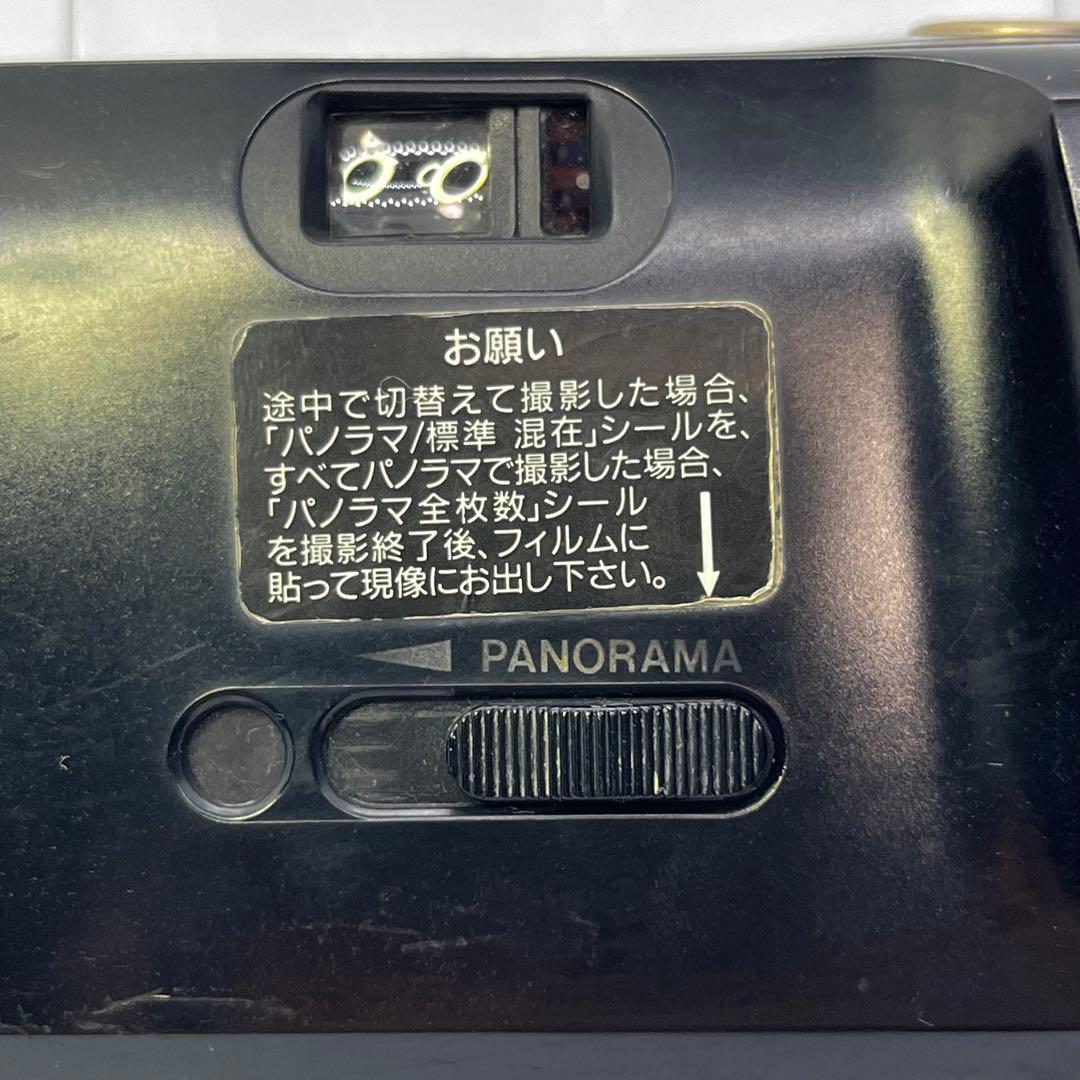 お願い
途中で切替えて撮影した場合、
「パノラマ/標準 混在」シールを、
すべてパノラマで撮影した場合、
「パノラマ全枚数」シール
を撮影終了後、フィルムに
貼って現像にお出し下さい。
PANORAMA